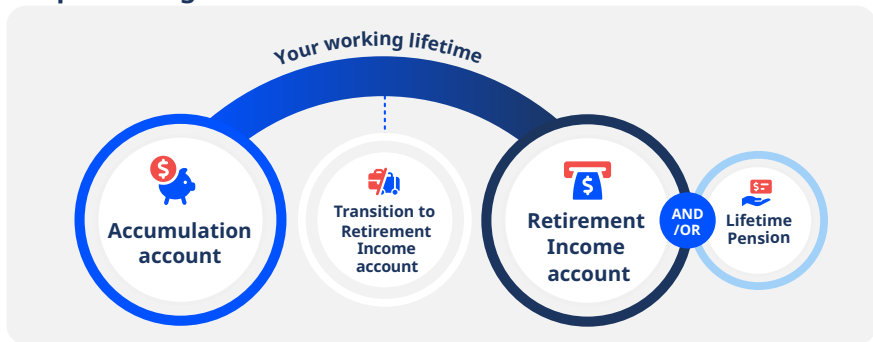 Your working lifetime
Accumulation
account
Transition to
Retirement
Income
account
Retirement
Income
account
AND
/OR
Lifetime
Pension